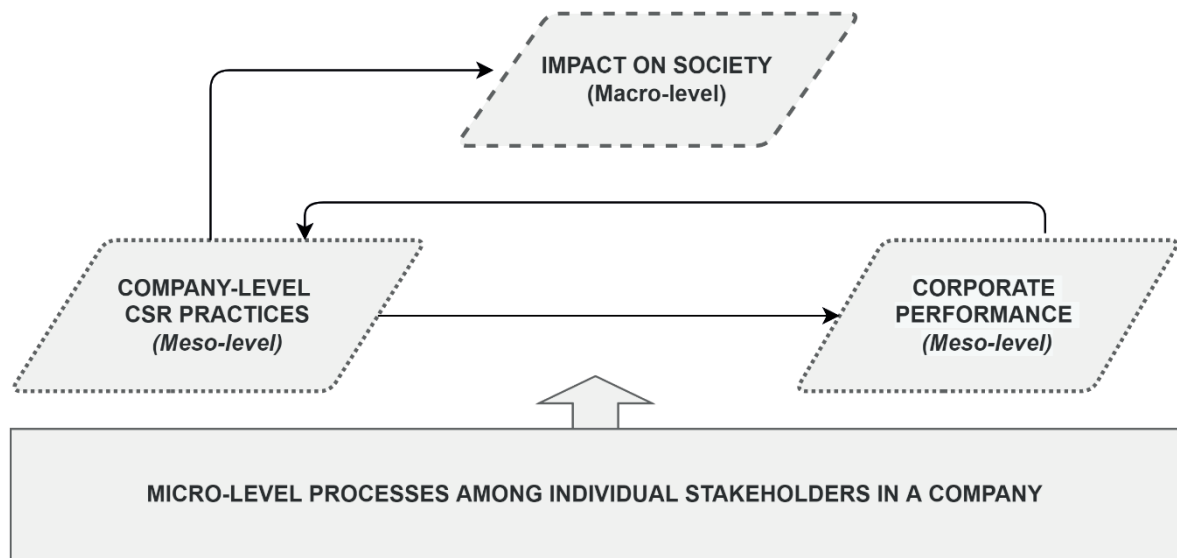 IMPACT ON SOCIETY
(Macro-level)
COMPANY-LEVEL
CSR PRACTICES
(Meso-level)
CORPORATE
PERFORMANCE
(Meso-level)
MICRO-LEVEL PROCESSES AMONG INDIVIDUAL STAKEHOLDERS IN A COMPANY